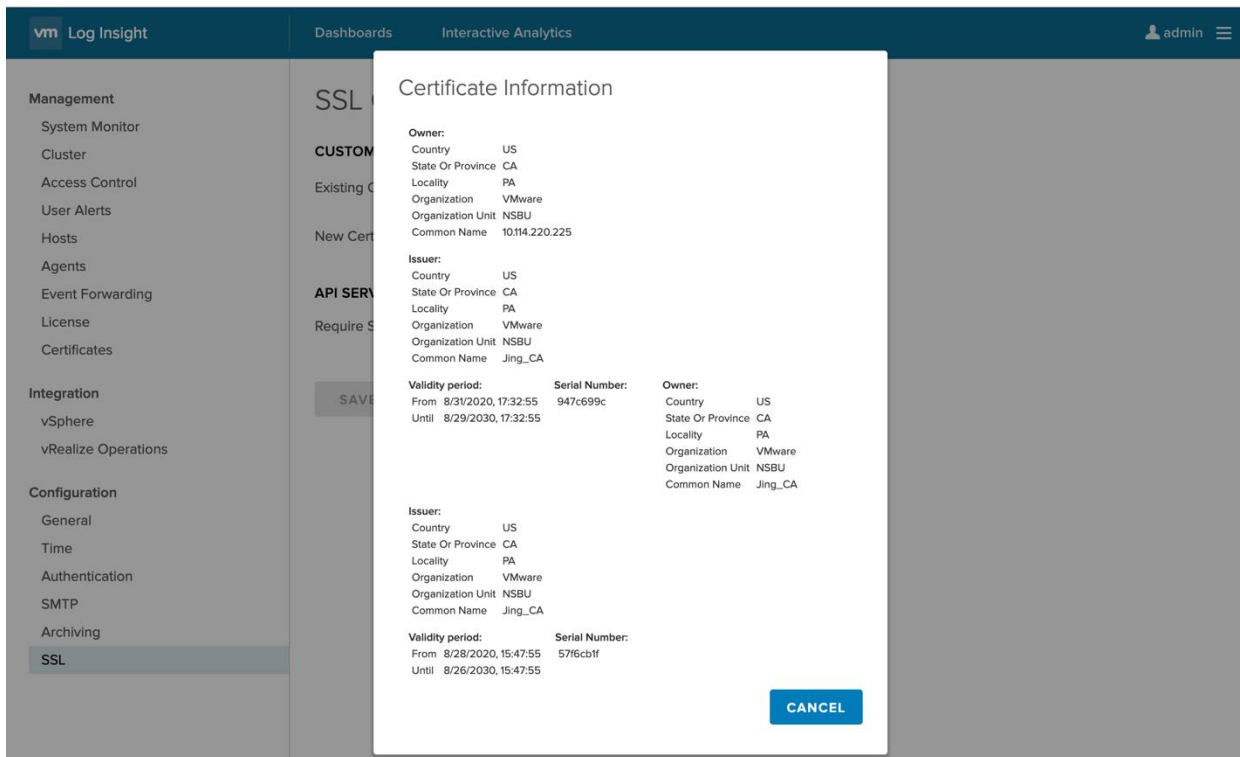 vm Log Insight Dashboards Interactive Analytics admin
Management
System Monitor
Cluster
Access Control
User Alerts
Hosts
Agents
Event Forwarding
License
Certificates
Integration
vSphere
vRealize Operations
Configuration
General
Time
Authentication
SMTP
Archiving
SSL
SSL
CUSTOM
Existing
New Cert
API SERV
Require S
SAVE
Certificate Information
Owner:
Country US
State Or Province CA
Locality PA
Organization VMware
Organization Unit NSBU
Common Name 10.114.220.225
Issuer:
Country US
State Or Province CA
Locality PA
Organization VMware
Organization Unit NSBU
Common Name Jing_CA
Validity period: Serial Number:
From 8/31/2020, 17:32:55 947c699c
Until 8/29/2030, 17:32:55
Owner:
Country US
State Or Province CA
Locality PA
Organization VMware
Organization Unit NSBU
Common Name Jing_CA
Issuer:
Country US
State Or Province CA
Locality PA
Organization VMware
Organization Unit NSBU
Common Name Jing_CA
Validity period: Serial Number:
From 8/28/2020, 15:47:55 57f6cb1f
Until 8/26/2030, 15:47:55
CANCEL